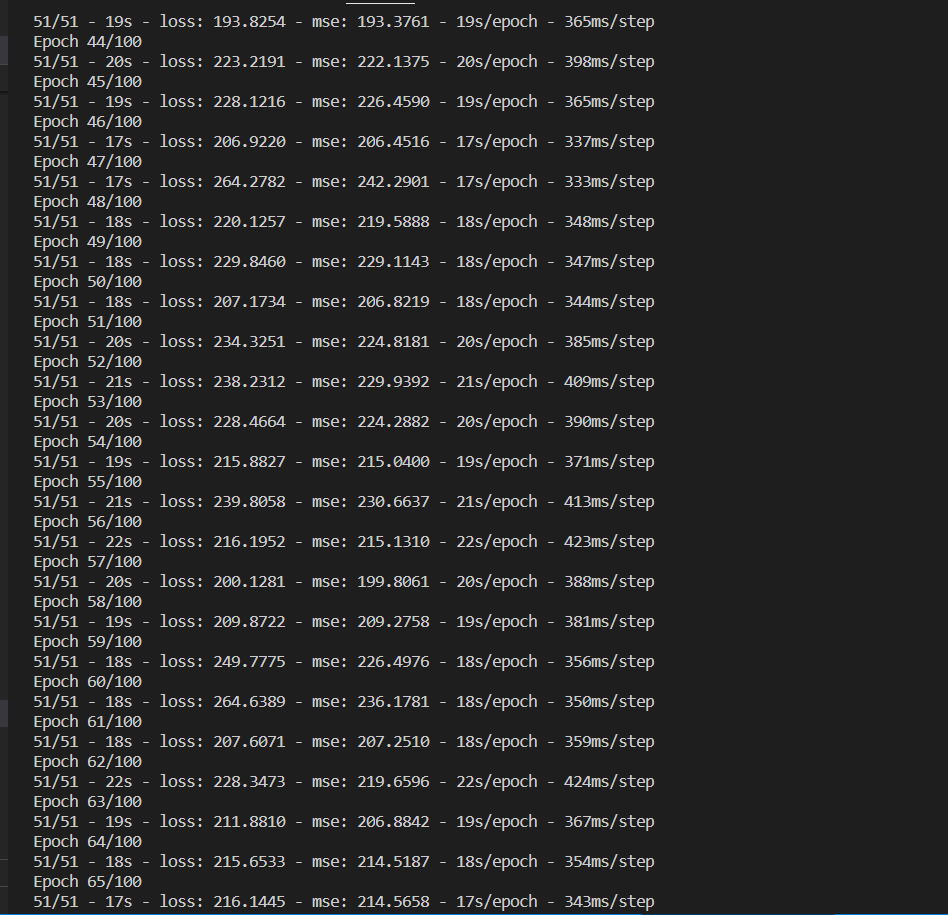 51/51 - 19s - loss: 193.8254 - mse: 193.3761 - 19s/epoch - 365ms/step
Epoch 44/100
51/51 - 20s - loss: 223.2191 - mse: 222.1375 - 20s/epoch - 398ms/step
Epoch 45/100
51/51 - 19s - loss: 228.1216 - mse: 226.4590 - 19s/epoch - 365ms/step
Epoch 46/100
51/51 - 17s - loss: 206.9220 - mse: 206.4516 - 17s/epoch - 337ms/step
Epoch 47/100
51/51 - 17s - loss: 264.2782 - mse: 242.2901 - 17s/epoch - 333ms/step
Epoch 48/100
51/51 - 18s - loss: 220.1257 - mse: 219.5888 - 18s/epoch - 348ms/step
Epoch 49/100
51/51 - 18s - loss: 229.8460 - mse: 229.1143 - 18s/epoch - 347ms/step
Epoch 50/100
51/51 - 18s - loss: 207.1734 - mse: 206.8219 - 18s/epoch - 344ms/step
Epoch 51/100
51/51 - 20s - loss: 234.3251 - mse: 224.8181 - 20s/epoch - 385ms/step
Epoch 52/100
51/51 - 21s - loss: 238.2312 - mse: 229.9392 - 21s/epoch - 409ms/step
Epoch 53/100
51/51 - 20s - loss: 228.4664 - mse: 224.2882 - 20s/epoch - 390ms/step
Epoch 54/100
51/51 - 19s - loss: 215.8827 - mse: 215.0400 - 19s/epoch - 371ms/step
Epoch 55/100
51/51 - 21s - loss: 239.8058 - mse: 230.6637 - 21s/epoch - 413ms/step
Epoch 56/100
51/51 - 22s - loss: 216.1952 - mse: 215.1310 - 22s/epoch - 423ms/step
Epoch 57/100
51/51 - 20s - loss: 200.1281 - mse: 199.8061 - 20s/epoch - 388ms/step
Epoch 58/100
51/51 - 19s - loss: 209.8722 - mse: 209.2758 - 19s/epoch - 381ms/step
Epoch 59/100
51/51 - 18s - loss: 249.7775 - mse: 226.4976 - 18s/epoch - 356ms/step
Epoch 60/100
51/51 - 18s - loss: 264.6389 - mse: 236.1781 - 18s/epoch - 350ms/step
Epoch 61/100
51/51 - 18s - loss: 207.6071 - mse: 207.2510 - 18s/epoch - 359ms/step
Epoch 62/100
51/51 - 22s - loss: 228.3473 - mse: 219.6596 - 22s/epoch - 424ms/step
Epoch 63/100
51/51 - 19s - loss: 211.8810 - mse: 206.8842 - 19s/epoch - 367ms/step
Epoch 64/100
51/51 - 18s - loss: 215.6533 - mse: 214.5187 - 18s/epoch - 354ms/step
Epoch 65/100
51/51 - 17s - loss: 216.1445 - mse: 214.5658 - 17s/epoch - 343ms/step